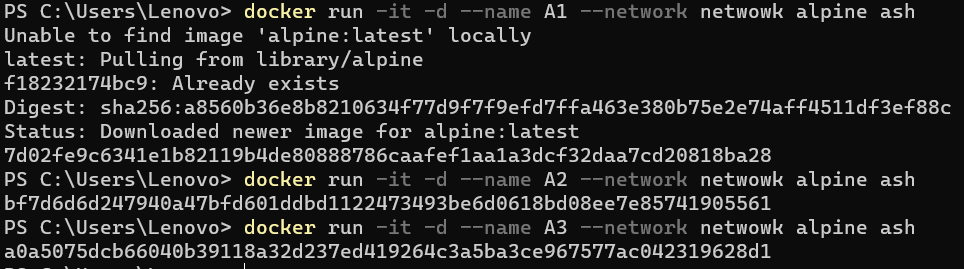 PS C:\Users\Lenovo> docker run -it -d --name A1 --network netwowk alpine ash
Unable to find image 'alpine:latest' locally
latest: Pulling from library/alpine
f18232174bc9: Already exists
Digest: sha256:a8560b36e8b8210634f77d9f7f9efd7ffa463e380b75e2e74aff4511df3ef88c
Status: Downloaded newer image for alpine:latest
7d02fe9c6341e1b82119b4de80888786caafef1aa1a3dcf32daa7cd20818ba28
PS C:\Users\Lenovo> docker run -it -d --name A2 --network netwowk alpine ash
bf7d6d6d247940a47bfd601ddbd1122473493be6d0618bd08ee7e85741905561
PS C:\Users\Lenovo> docker run -it -d --name A3 --network netwowk alpine ash
a0a5075dcb66040b39118a32d237ed419264c3a5ba3ce967577ac042319628d1